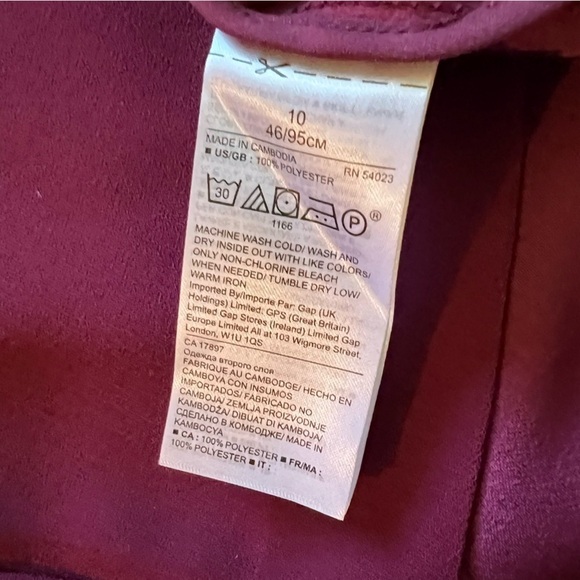 10
46/95CM
MADE IN CAMBODIA RN 54023
■ US/GB : 100% POLYESTER
30 P ®
1166
MACHINE WASH COLD/ WASH AND
DRY INSIDE OUT WITH LIKE COLORS/
ONLY NON-CHLORINE BLEACH
WHEN NEEDED/ TUMBLE DRY LOW/
WARM IRON
Imported By/Importe Par: Gap (UK
Holdings) Limited: GPS (Great Britain)
Limited Gap Stores (Ireland) Limited Gap
Europe Limited All at 103 Wigmore Street,
London, W1U 1QS
CA 17897
Одежда второго слоя
FABRIQUE AU CAMBODGE/ HECHO EN
CAMBOYA CON INSUMOS
IMPORTADOS/ FABRICADO NO
CAMBOJA/ ZEMLJA PROIZVODNJE
KAMBODŽA/ DIBUAT DI KAMBOJA/
СДЕЛАНО В КОМБОДЖЕ/ MADE IN
KAMBOCYA
■ CA : 100% POLYESTER ■ FR/MA :
100% POLYESTER ■ IT :